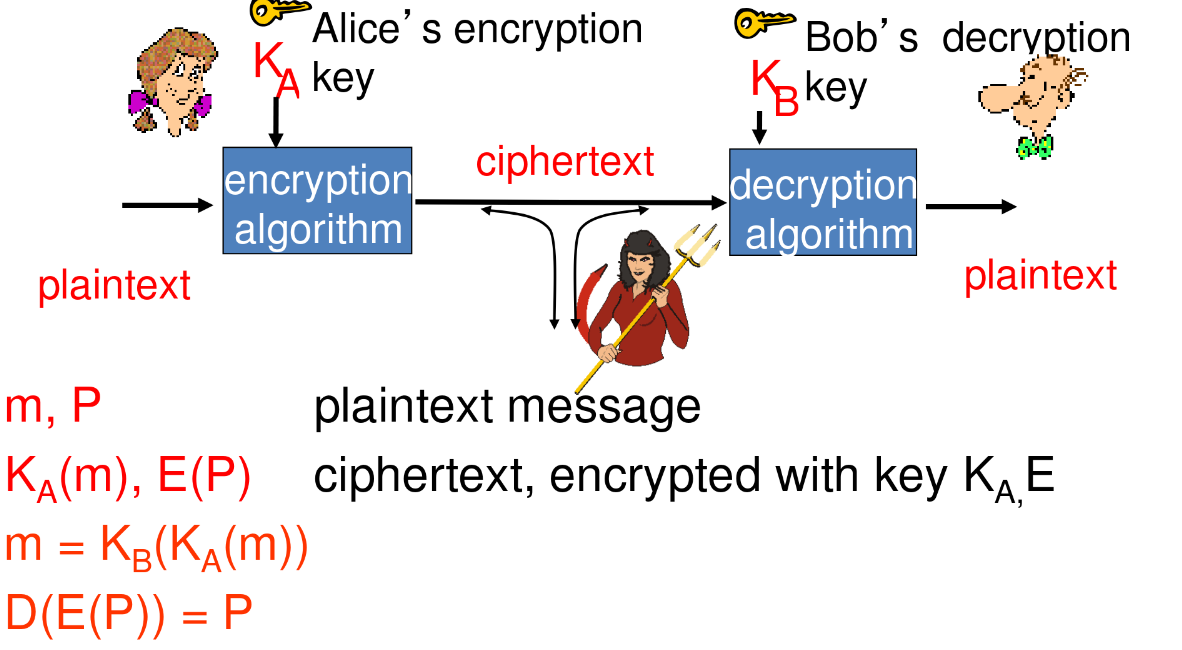 Alice’s encryption
K_A key
Bob’s decryption
K_B key
encryption
algorithm
ciphertext
decryption
algorithm
plaintext
plaintext
m, P plaintext message
K_A(m), E(P) ciphertext, encrypted with key K_A,E
m = K_B(K_A(m))
D(E(P)) = P